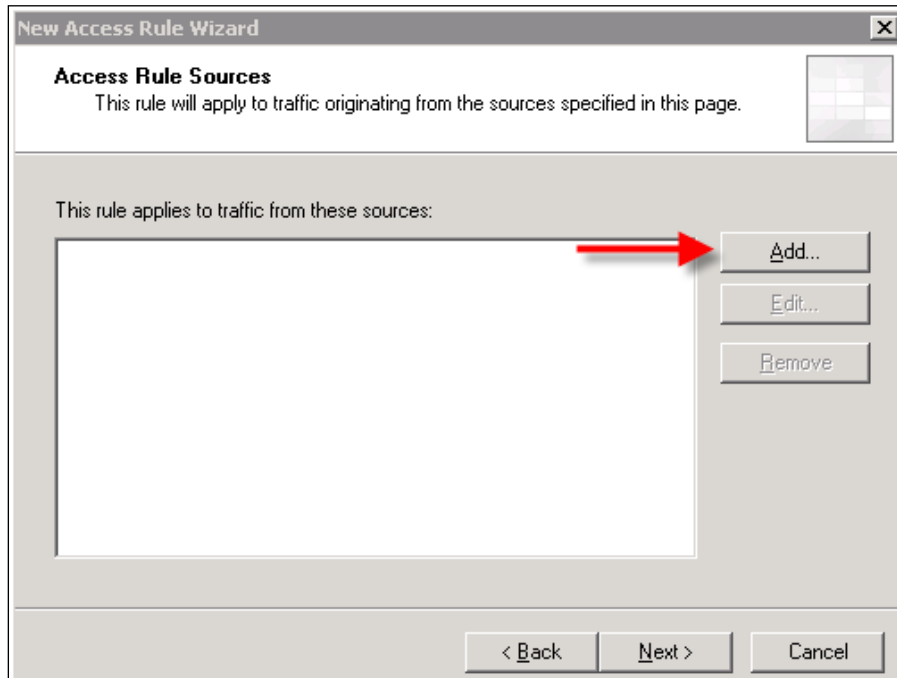 New Access Rule Wizard
Access Rule Sources
This rule will apply to traffic originating from the sources specified in this page.
This rule applies to traffic from these sources:
Add...
Edit...
Remove
< Back
Next >
Cancel